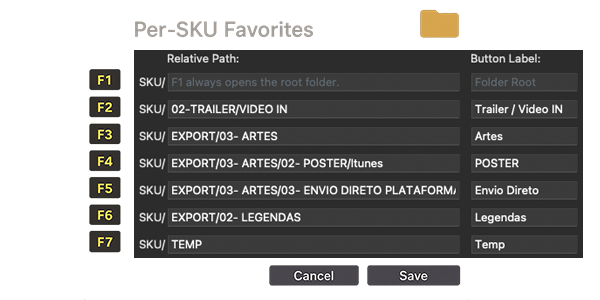 Per-SKU Favorites
Relative Path: Button Label:
F1 SKU/ F1 always opens the root folder. Folder Root
F2 SKU/ 02-TRAILER/VIDEO IN Trailer / Video IN
F3 SKU/ EXPORT/03- ARTES Artes
F4 SKU/ EXPORT/03- ARTES/02- POSTER/Itunes POSTER
F5 SKU/ EXPORT/03- ARTES/03- ENVIO DIRETO PLATAFORMA Envio Direto
F6 SKU/ EXPORT/02- LEGENDAS Legendas
F7 SKU/ TEMP Temp
Cancel Save